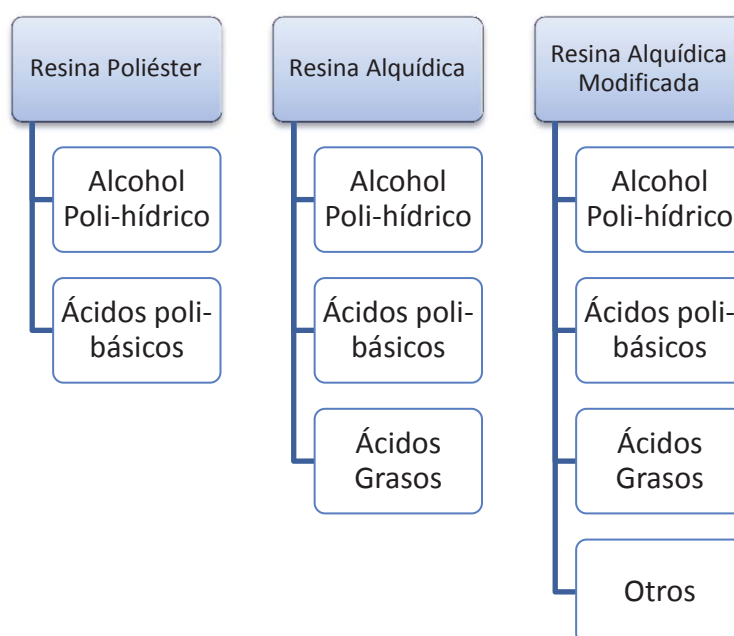 Resina Poliéster
Alcohol
Poli-hídrico
Ácidos poli-
básicos
Resina Alquídica
Alcohol
Poli-hídrico
Ácidos poli-
básicos
Ácidos
Grasos
Resina Alquídica
Modificada
Alcohol
Poli-hídrico
Ácidos poli-
básicos
Ácidos
Grasos
Otros